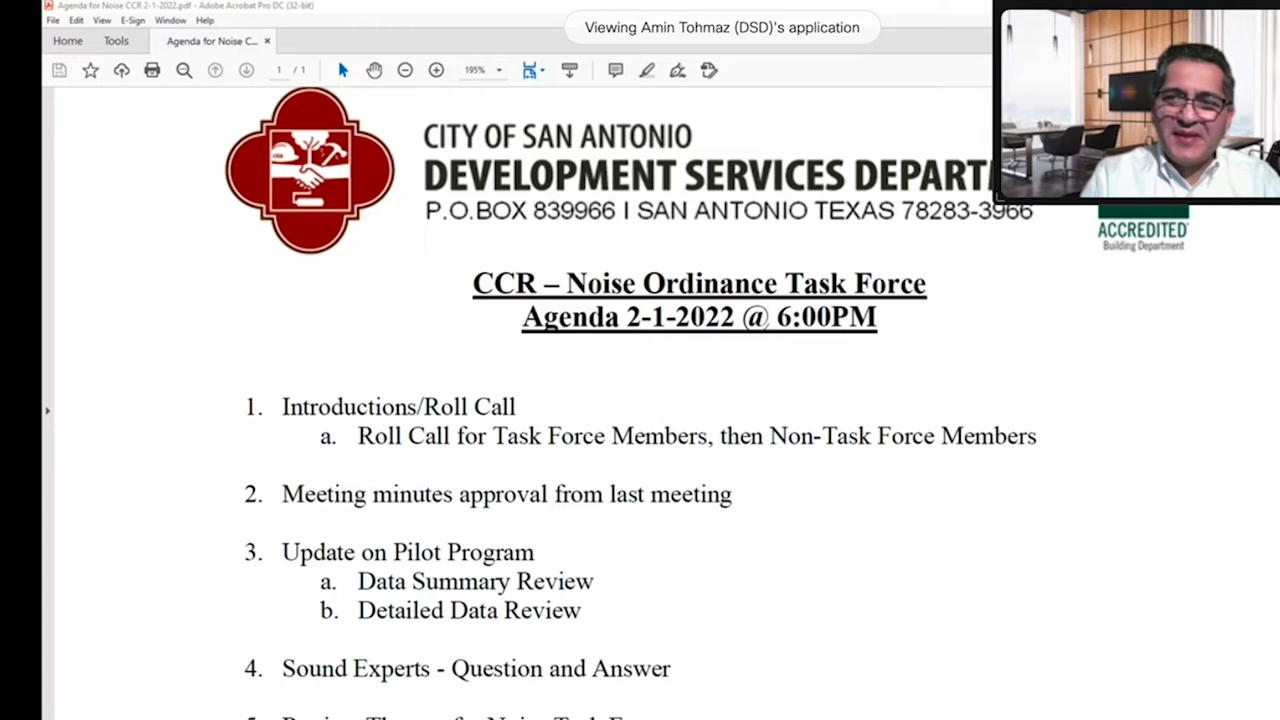 Agenda for Noise CCR 2-1-2022.pdf - Adobe Acrobat Pro DC (32-bit)
File Edit View E-Sign Window Help
Home Tools Agenda for Noise C... ×
Viewing Amin Tohmaz (DSD)'s application
1 / 1 195%
CITY OF SAN ANTONIO
DEVELOPMENT SERVICES DEPART
P.O.BOX 839966 I SAN ANTONIO TEXAS 78283-3966
ACCREDITED
Building Department
CCR – Noise Ordinance Task Force
Agenda 2-1-2022 @ 6:00PM
1. Introductions/Roll Call
a. Roll Call for Task Force Members, then Non-Task Force Members
2. Meeting minutes approval from last meeting
3. Update on Pilot Program
a. Data Summary Review
b. Detailed Data Review
4. Sound Experts - Question and Answer